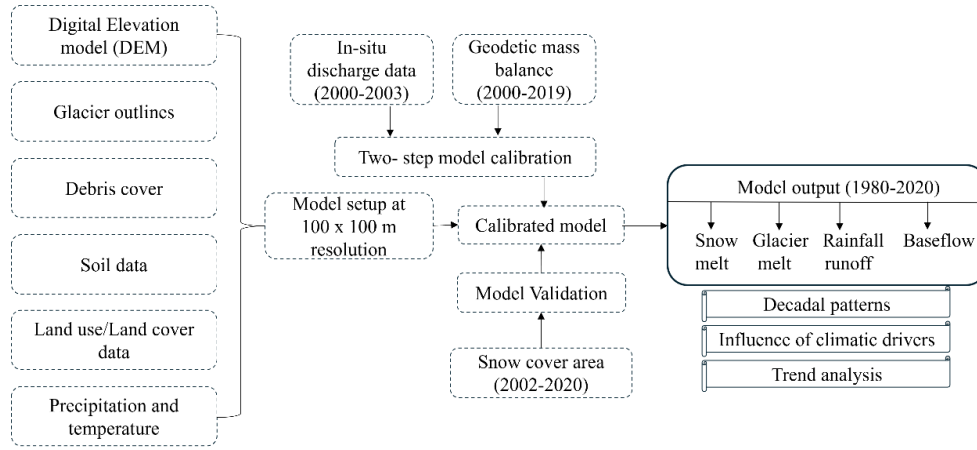 Digital Elevation
model (DEM)
Glacier outlines
Debris cover
Soil data
Land use/Land cover
data
Precipitation and
temperature
Model setup at
100 x 100 m
resolution
In-situ
discharge data
(2000-2003)
Geodetic mass
balance
(2000-2019)
Two- step model calibration
Calibrated model
Model Validation
Snow cover area
(2002-2020)
Model output (1980-2020)
Snow
melt
Glacier
melt
Rainfall
runoff
Baseflow
Decadal patterns
Influence of climatic drivers
Trend analysis